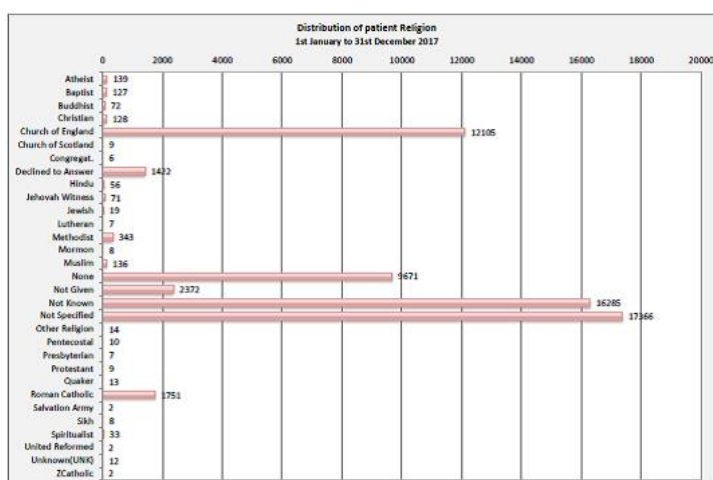 Distribution of patient Religion
1st January to 31st December 2017
0 2000 4000 6000 8000 10000 12000 14000 16000 18000 20000
Atheist 139
Baptist 127
Buddhist 72
Christian 128
Church of England 12105
Church of Scotland 9
Congregat. 6
Declined to Answer 1422
Hindu 56
Jehovah Witness 71
Jewish 19
Lutheran 7
Methodist 343
Mormon 8
Muslim 136
None 9671
Not Given 2372
Not Known 16285
Not Specified 17366
Other Religion 14
Pentecostal 10
Presbyterian 7
Protestant 9
Quaker 13
Roman Catholic 1751
Salvation Army 2
Sikh 8
Spiritualist 33
United Reformed 2
Unknown(UNK) 12
ZCatholic 2